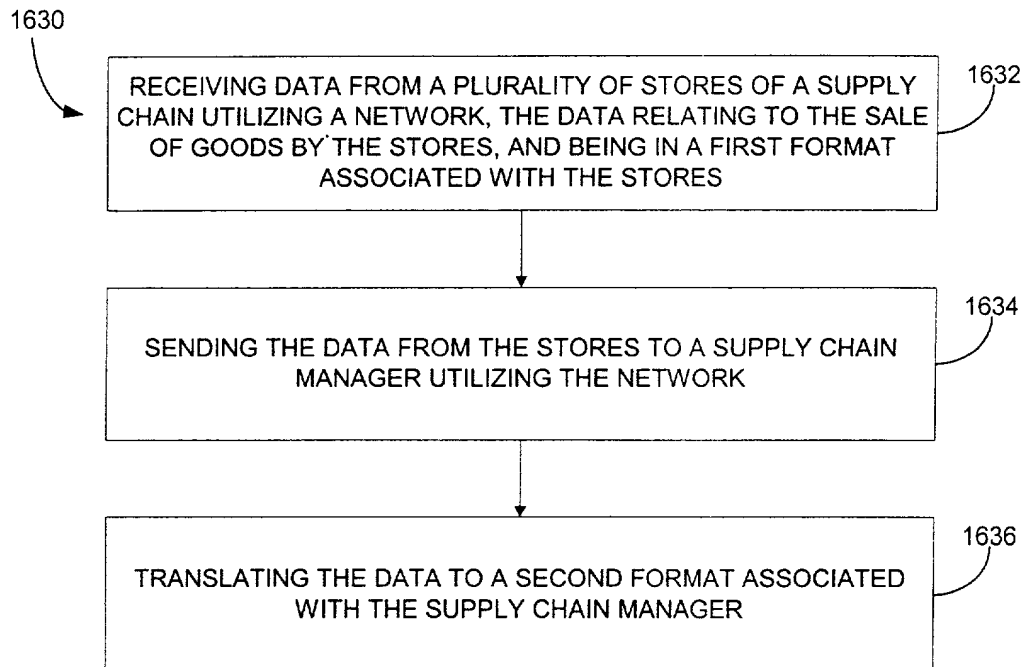 1630
RECEIVING DATA FROM A PLURALITY OF STORES OF A SUPPLY
CHAIN UTILIZING A NETWORK, THE DATA RELATING TO THE SALE
OF GOODS BY THE STORES, AND BEING IN A FIRST FORMAT
ASSOCIATED WITH THE STORES
1632
SENDING THE DATA FROM THE STORES TO A SUPPLY CHAIN
MANAGER UTILIZING THE NETWORK
1634
TRANSLATING THE DATA TO A SECOND FORMAT ASSOCIATED
WITH THE SUPPLY CHAIN MANAGER
1636